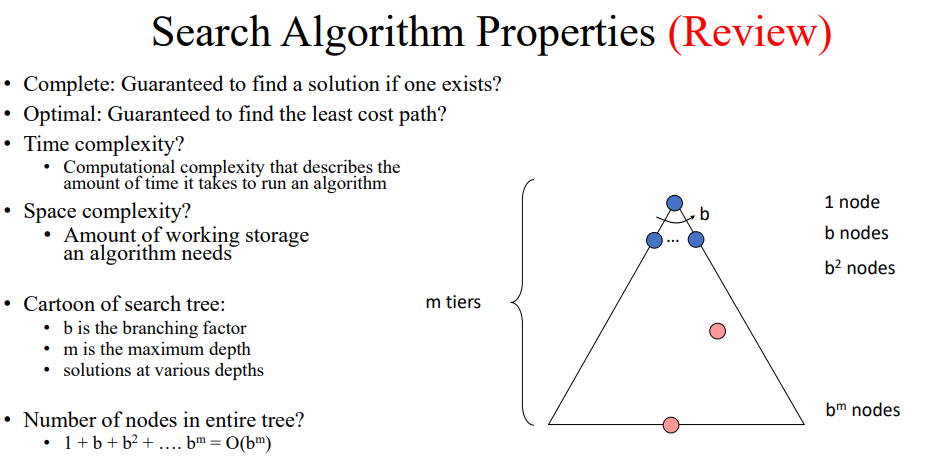 Search Algorithm Properties (Review)
• Complete: Guaranteed to find a solution if one exists?
• Optimal: Guaranteed to find the least cost path?
• Time complexity?
• Computational complexity that describes the
amount of time it takes to run an algorithm
• Space complexity?
• Amount of working storage
an algorithm needs
• Cartoon of search tree:
• b is the branching factor
• m is the maximum depth
• solutions at various depths
• Number of nodes in entire tree?
• 1 + b + b² + …. bᵐ = O(bᵐ)
m tiers
b
...
1 node
b nodes
b² nodes
bᵐ nodes